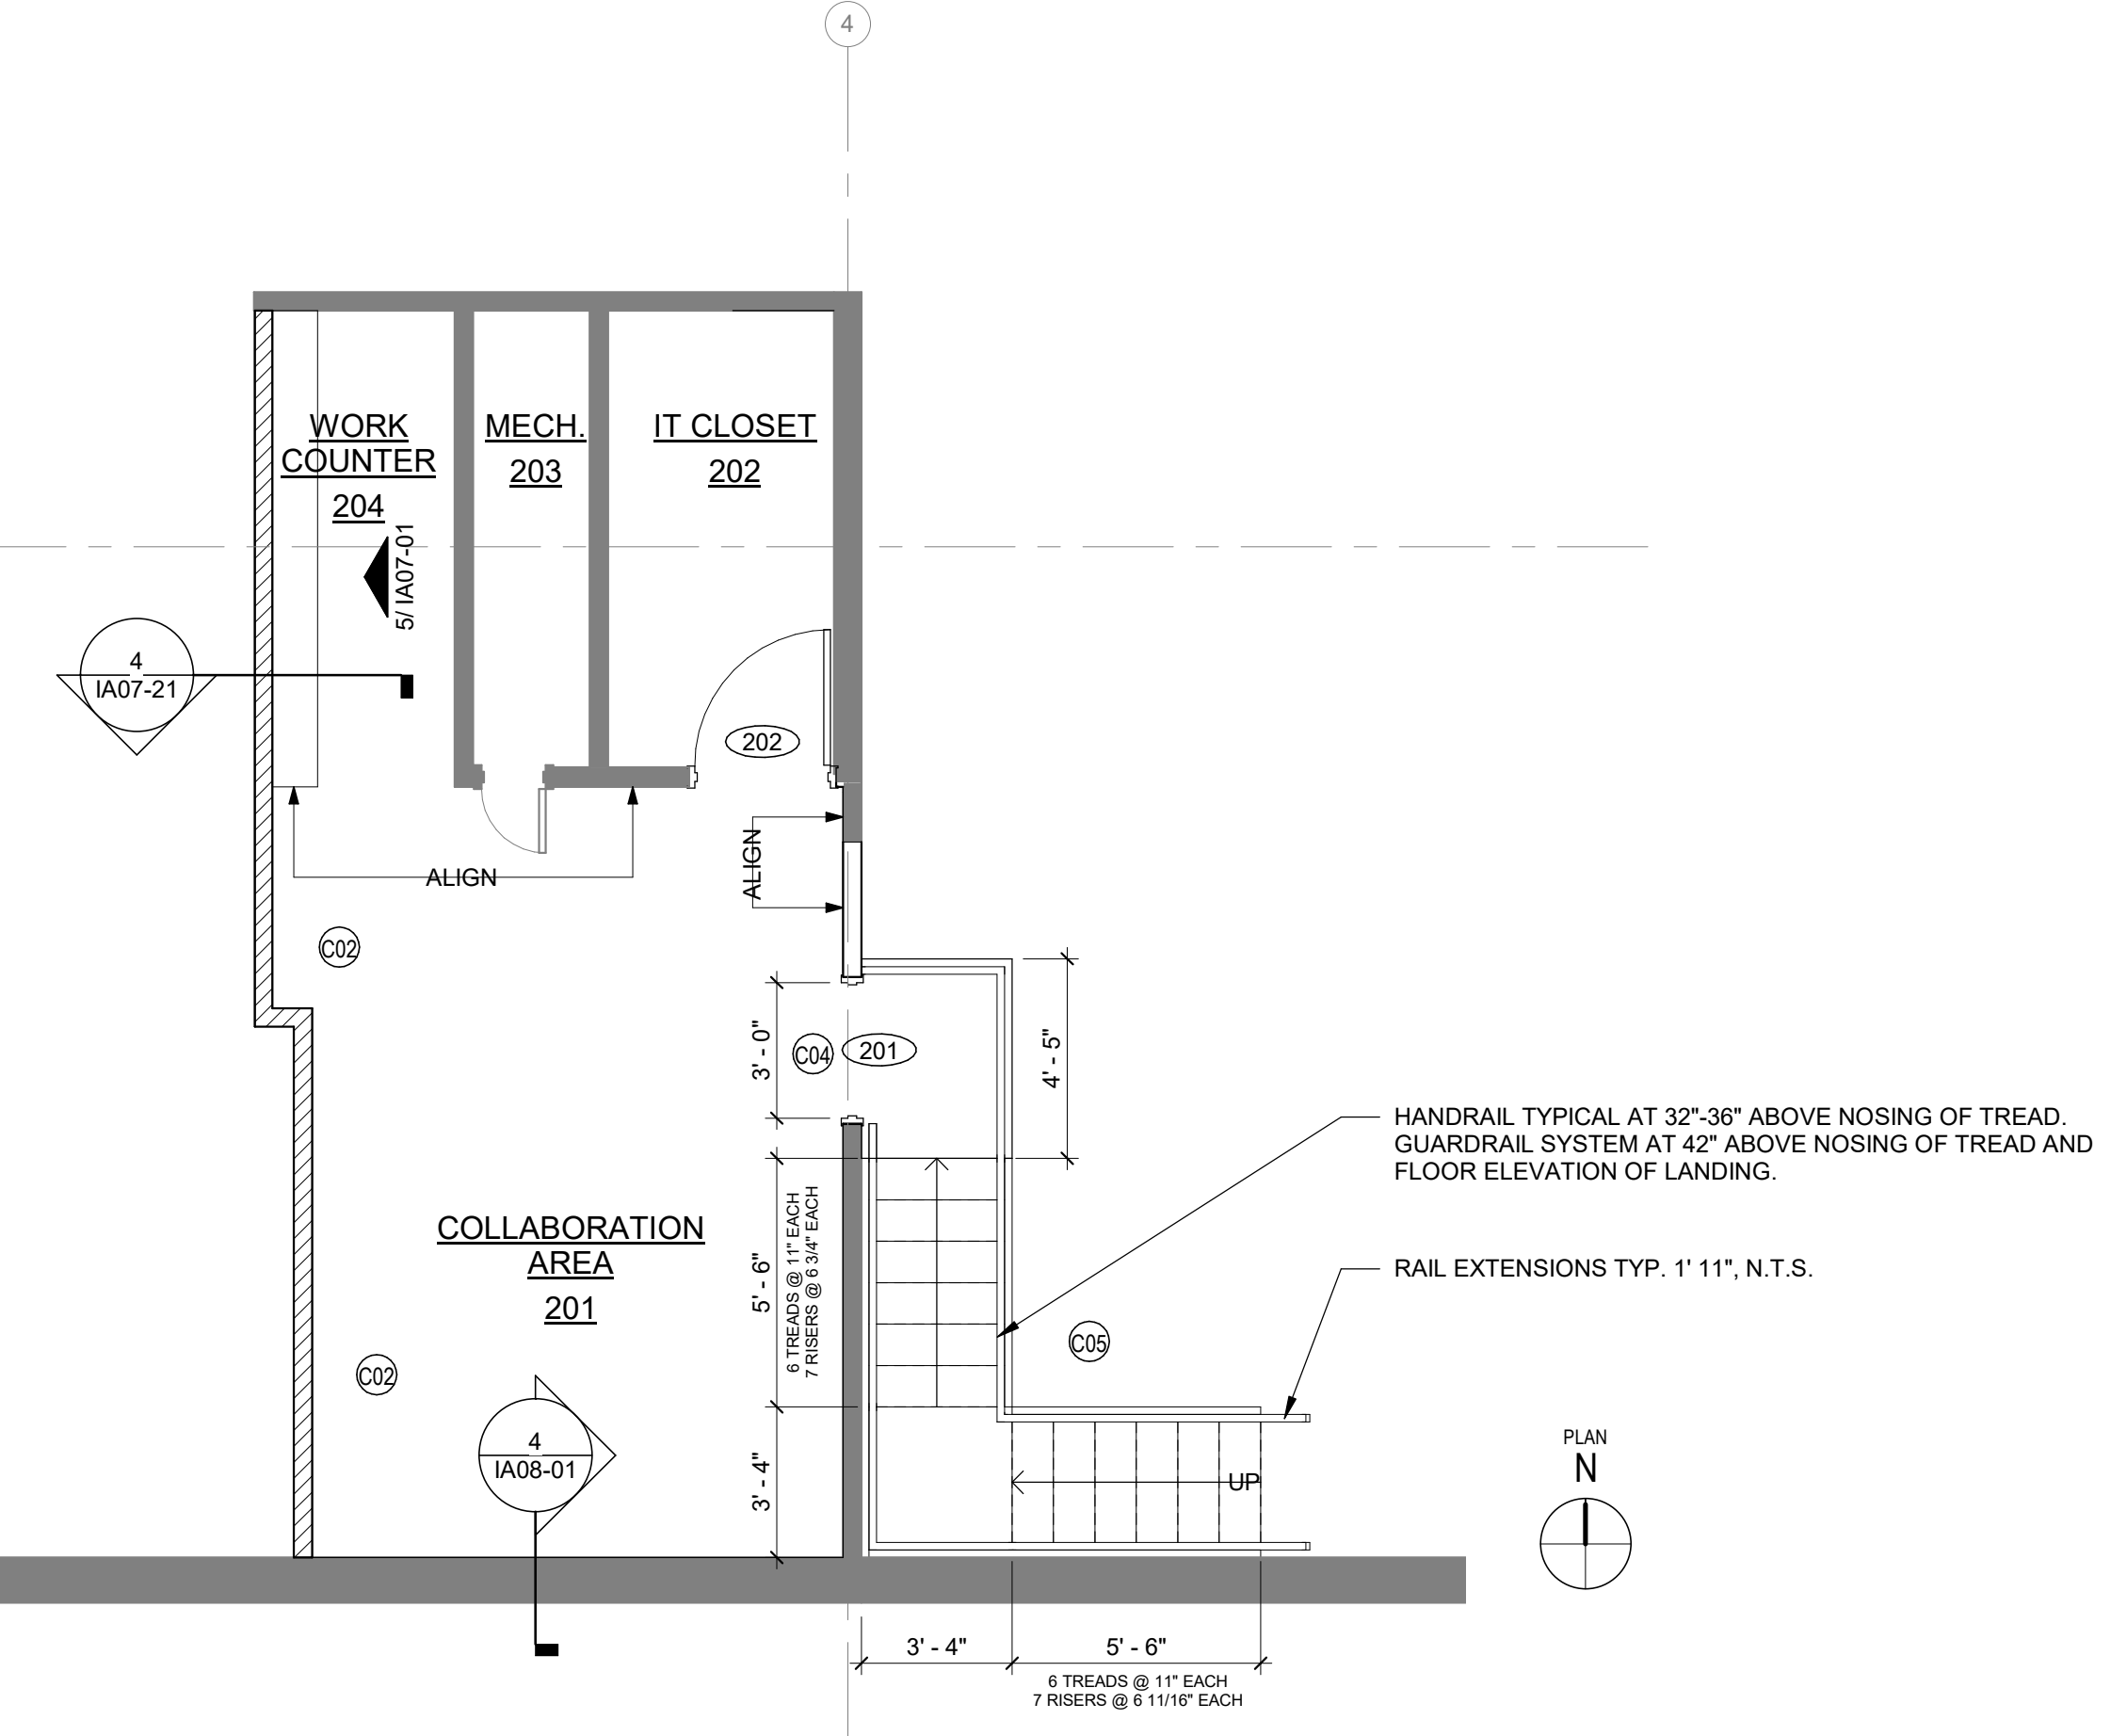 4
WORK
COUNTER
204
MECH.
203
IT CLOSET
202
5/ IA07-01
4
IA07-21
202
ALIGN
ALIGN
C02
3' - 0"
C04
201
4' - 5"
HANDRAIL TYPICAL AT 32"-36" ABOVE NOSING OF TREAD.
GUARDRAIL SYSTEM AT 42" ABOVE NOSING OF TREAD AND
FLOOR ELEVATION OF LANDING.
COLLABORATION
AREA
201
5' - 6"
6 TREADS @ 11" EACH
7 RISERS @ 6 3/4" EACH
RAIL EXTENSIONS TYP. 1' 11", N.T.S.
C05
C02
4
IA08-01
3' - 4"
UP
PLAN
N
3' - 4"
5' - 6"
6 TREADS @ 11" EACH
7 RISERS @ 6 11/16" EACH